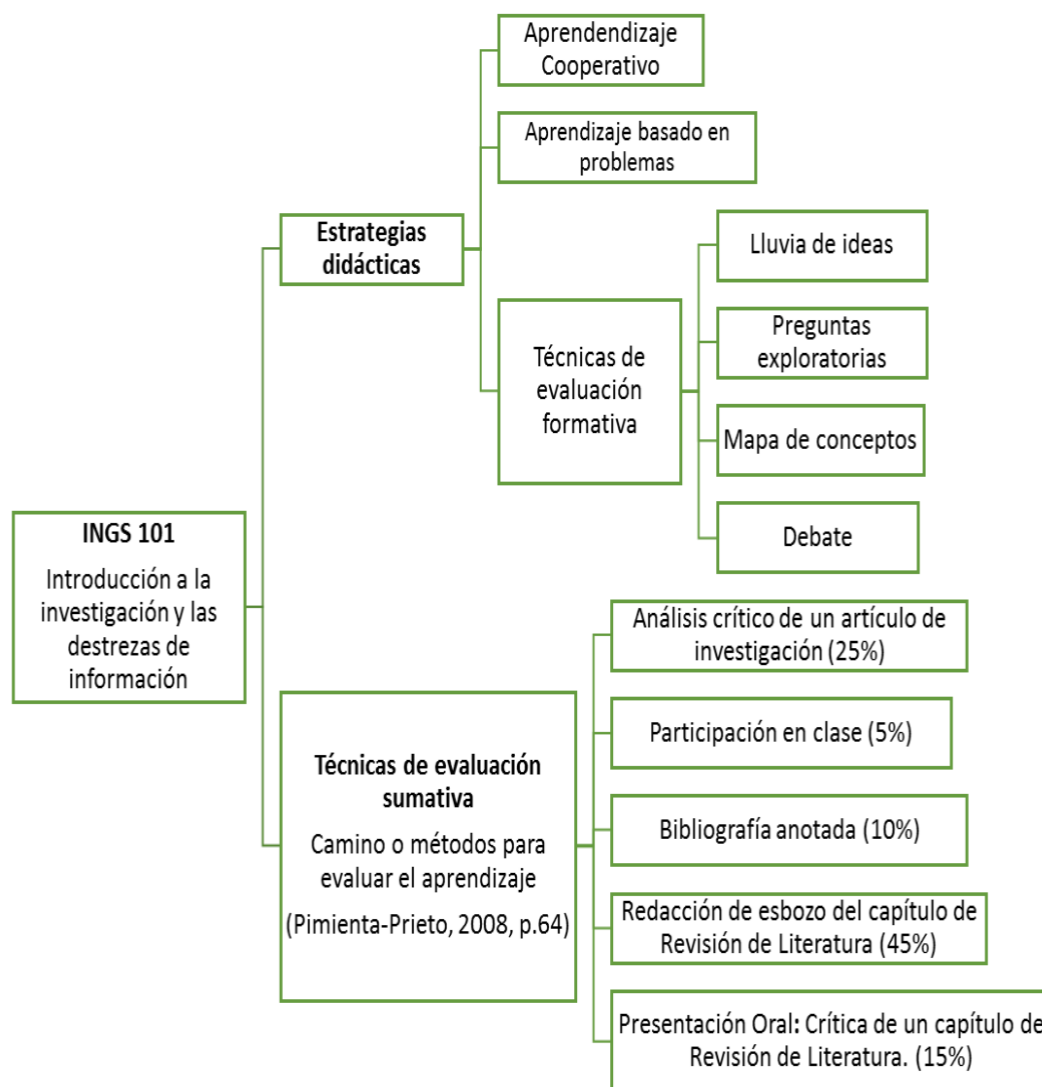 Aprendendizaje
Cooperativo
Aprendizaje basado en
problemas
Estrategias
didácticas
Técnicas de
evaluación
formativa
Lluvia de ideas
Preguntas
exploratorias
Mapa de conceptos
Debate
INGS 101
Introducción a la
investigación y las
destrezas de
información
Técnicas de evaluación
sumativa
Camino o métodos para
evaluar el aprendizaje
(Pimienta-Prieto, 2008, p.64)
Análisis crítico de un artículo de
investigación (25%)
Participación en clase (5%)
Bibliografía anotada (10%)
Redacción de esbozo del capítulo de
Revisión de Literatura (45%)
Presentación Oral: Crítica de un capítulo de
Revisión de Literatura. (15%)